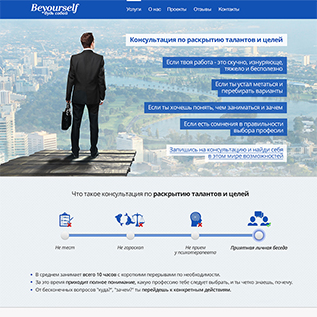 Beyourself
будь собой
Услуги О нас Проекты Отзывы Контакты
Консультация по раскрытию талантов и целей
Если твоя работа - это скучно, изнуряюще,
тяжело и бесполезно
Если ты устал метаться и
перебирать варианты
Если ты хочешь понять, чем заниматься и зачем
Если есть сомнения в правильности
выбора професии
Запишись на консультацию и найди себя
в этом мире возможностей
Что такое консультация по раскрытию талантов и целей
Не тест
Не гороскоп
Не прием
у психотерапевта
Приятная личная беседа
В среднем занимает всего 10 часов с короткими перерывами по необходимости.
За это время приходит полное понимание, какую профессию тебе следует выбрать, и ты четко знаешь, почему.
От бесконечных вопросов "куда?", "зачем?" ты перейдешь к конкретным действиям.